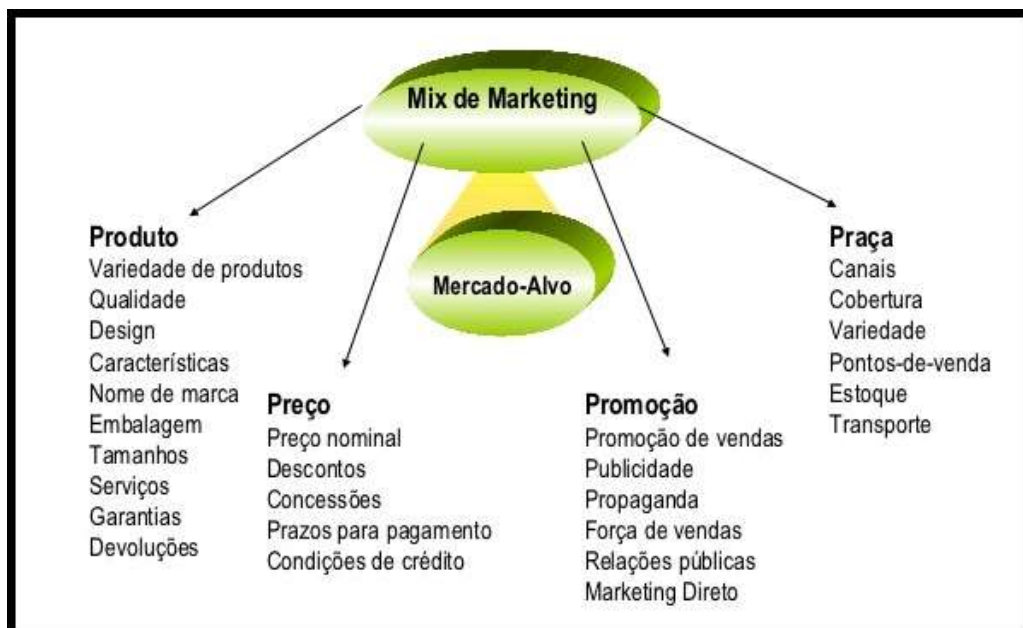 Mix de Marketing
Mercado-Alvo
Produto
Variedade de produtos
Qualidade
Design
Características
Nome de marca
Embalagem
Tamanhos
Serviços
Garantias
Devoluções
Preço
Preço nominal
Descontos
Concessões
Prazos para pagamento
Condições de crédito
Promoção
Promoção de vendas
Publicidade
Propaganda
Força de vendas
Relações públicas
Marketing Direto
Praça
Canais
Cobertura
Variedade
Pontos-de-venda
Estoque
Transporte